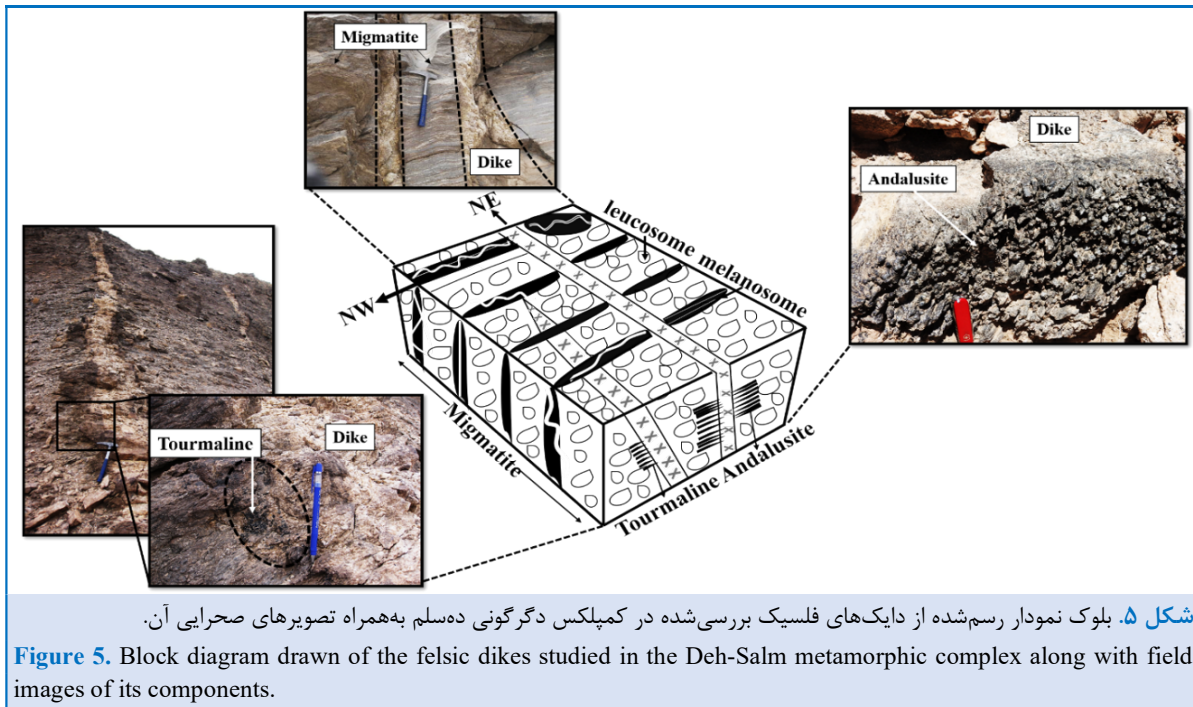 Migmatite
Dike
Dike
Andalusite
NE
NW
leucosome melanosome
Migmatite
Tourmaline Andalusite
Tourmaline
Dike
شکل ۵. بلوک نمودار رسم‌شده از دایک‌های فلسیک بررسی‌شده در کمپلکس دگرگونی ده‌سلم به‌همراه تصویرهای صحرایی آن.
Figure 5. Block diagram drawn of the felsic dikes studied in the Deh-Salm metamorphic complex along with field
images of its components.